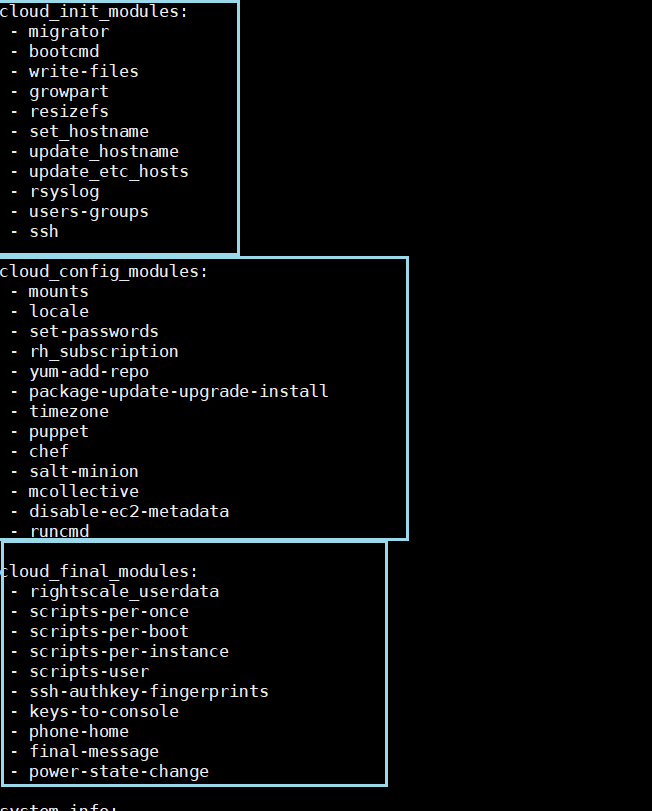 cloud_init_modules:
- migrator
- bootcmd
- write-files
- growpart
- resizefs
- set_hostname
- update_hostname
- update_etc_hosts
- rsyslog
- users-groups
- ssh
cloud_config_modules:
- mounts
- locale
- set-passwords
- rh_subscription
- yum-add-repo
- package-update-upgrade-install
- timezone
- puppet
- chef
- salt-minion
- mcollective
- disable-ec2-metadata
- runcmd
cloud_final_modules:
- rightscale_userdata
- scripts-per-once
- scripts-per-boot
- scripts-per-instance
- scripts-user
- ssh-authkey-fingerprints
- keys-to-console
- phone-home
- final-message
- power-state-change
system_info: